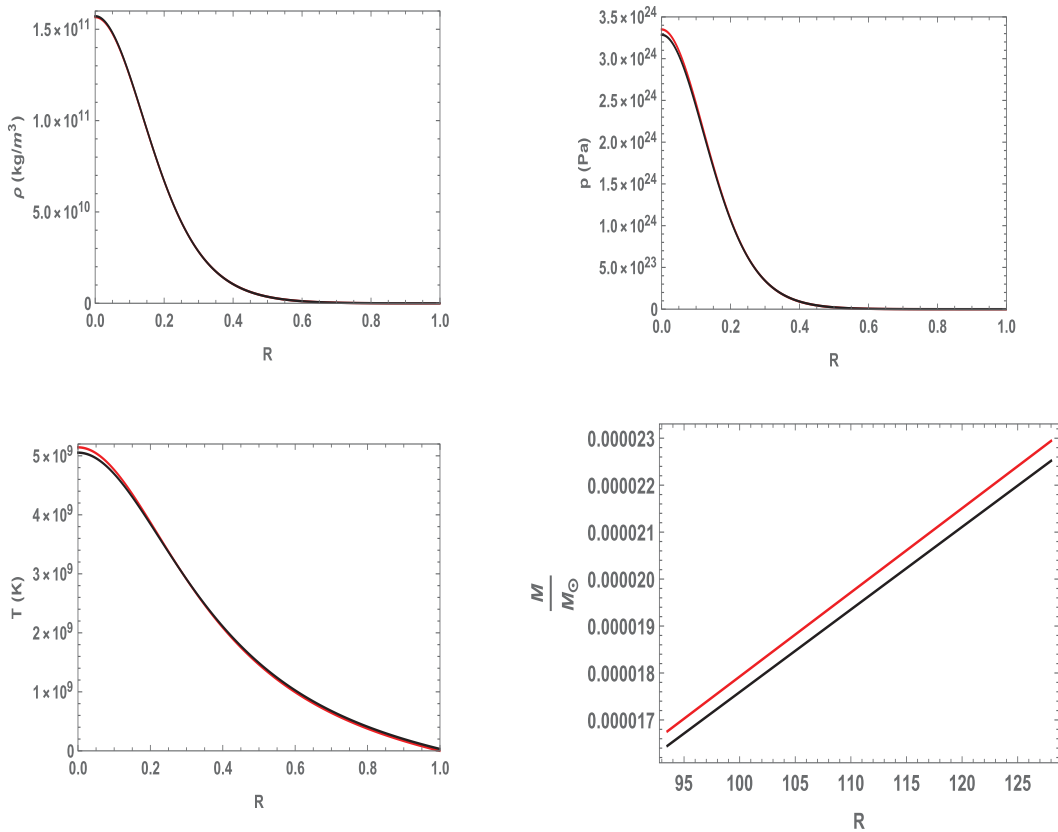 ρ (kg/m³)
1.5×10¹¹
1.0×10¹¹
5.0×10¹⁰
0
0.0 0.2 0.4 0.6 0.8 1.0
R
p (Pa)
3.5×10²⁴
3.0×10²⁴
2.5×10²⁴
2.0×10²⁴
1.5×10²⁴
1.0×10²⁴
5.0×10²³
0
0.0 0.2 0.4 0.6 0.8 1.0
R
T (K)
5×10⁹
4×10⁹
3×10⁹
2×10⁹
1×10⁹
0
0.0 0.2 0.4 0.6 0.8 1.0
R
M
M☉
0.000023
0.000022
0.000021
0.000020
0.000019
0.000018
0.000017
95 100 105 110 115 120 125
R